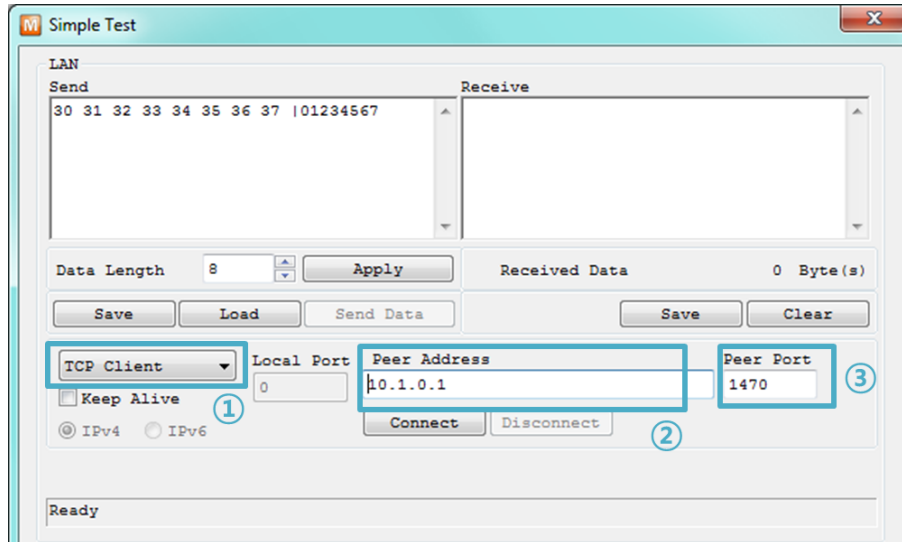 M Simple Test
LAN
Send
Receive
30 31 32 33 34 35 36 37 |01234567
Data Length 8 Apply
Received Data 0 Byte(s)
Save Load Send Data
Save Clear
TCP Client
Local Port
Peer Address
Peer Port
0
10.1.0.1
1470
①
②
③
Keep Alive
IPv4 IPv6
Connect Disconnect
Ready